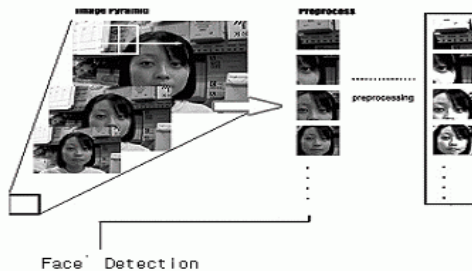 Image Pyramid
Preprocess
preprocessing
Face Detection